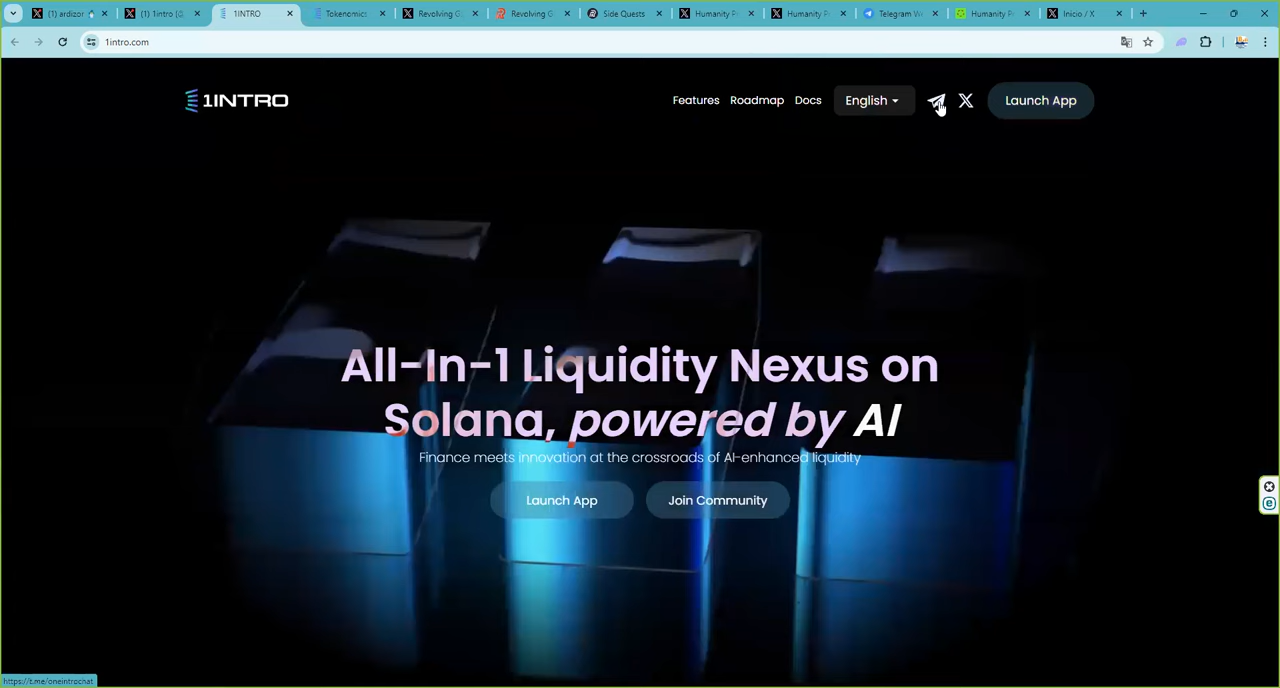 (1) ardizor
(1) 1intro (
1INTRO
Tokenomics
Revolving G
Revolving G
Side Quests
Humanity P
Humanity P
Telegram W
Humanity P
Inicio / X
1intro.com
1INTRO
Features
Roadmap
Docs
English
Launch App
All-In-1 Liquidity Nexus on
Solana, powered by AI
Finance meets innovation at the crossroads of AI-enhanced liquidity
Launch App
Join Community
https://t.me/oneintrochat